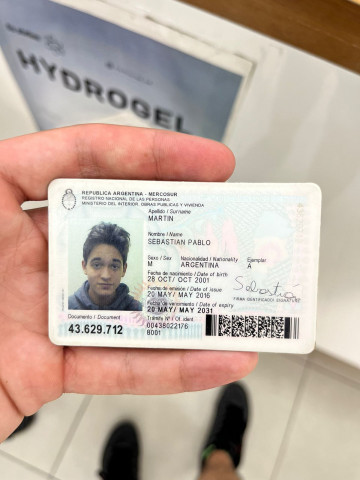 HYDROGEL
REPUBLICA ARGENTINA - MERCOSUR
REGISTRO NACIONAL DE LAS PERSONAS
MINISTERIO DEL INTERIOR, OBRAS PUBLICAS Y VIVIENDA
Apellido / Surname
MARTIN
Nombre / Name
SEBASTIAN PABLO
Sexo / Sex Nacionalidad / Nationality Ejemplar
M ARGENTINA A
Fecha de nacimiento / Date of birth
28 OCT/ OCT 2001
Fecha de emisión / Date of issue
20 MAY/ MAY 2016
Fecha de vencimiento / Date of expiry
20 MAY/ MAY 2031
FIRMA IDENTIFICADO / SIGNATURE
Documento / Document
43.629.712
Trámite Nº / Of. ident
00438022176
8001